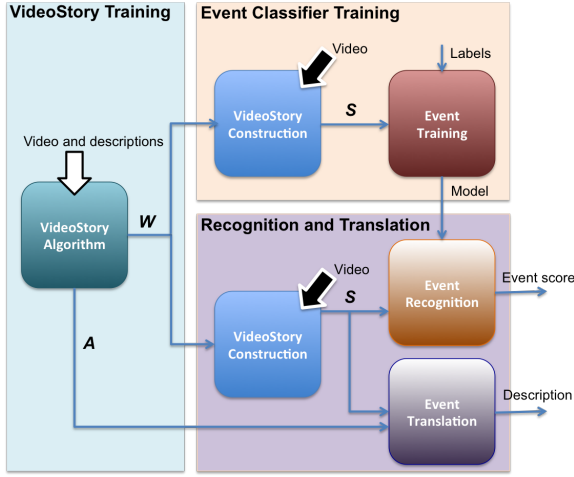 VideoStory Training
Event Classifier Training
Video
Labels
VideoStory
Construction
S
Event
Training
Video and descriptions
Model
VideoStory
Algorithm
W
Recognition and Translation
Video
S
VideoStory
Construction
Event
Recognition
Event score
A
Event
Translation
Description